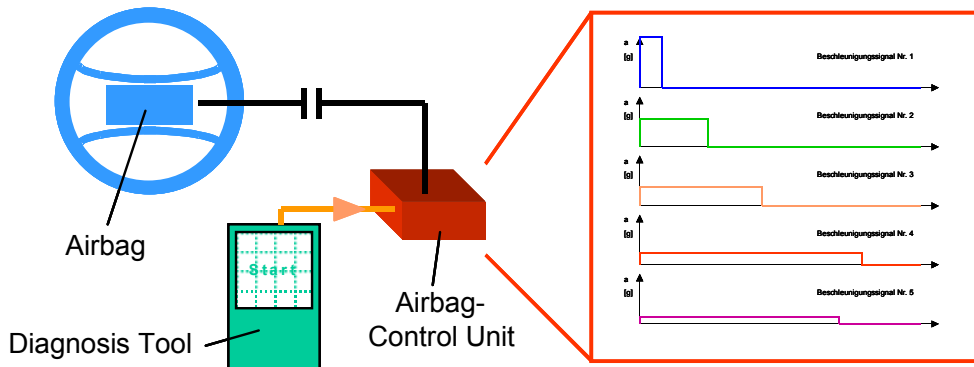 a
[g]
Beschleunigungssignal Nr. 1
a
[g]
Beschleunigungssignal Nr. 2
a
[g]
Beschleunigungssignal Nr. 3
a
[g]
Beschleunigungssignal Nr. 4
a
[g]
Beschleunigungssignal Nr. 5
Airbag
Start
Airbag-
Control Unit
Diagnosis Tool